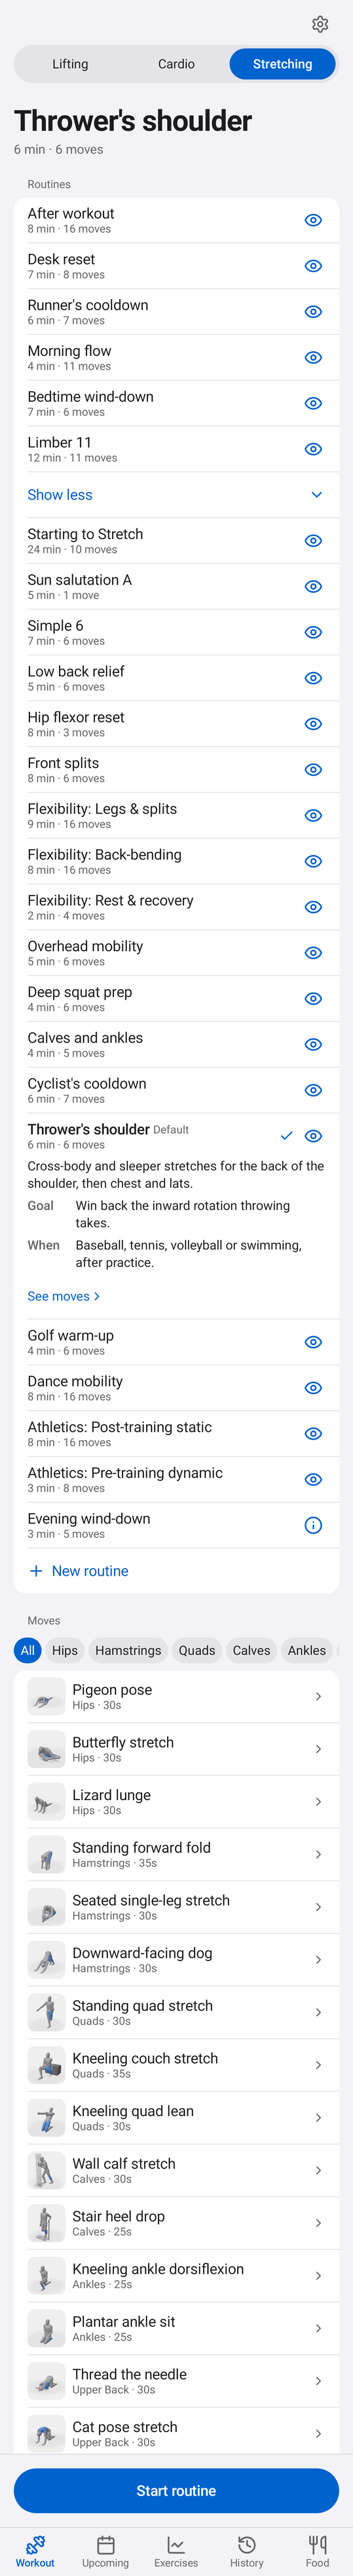 Lifting
Cardio
Stretching
Thrower's shoulder
6 min · 6 moves
Routines
After workout
8 min · 16 moves
Desk reset
7 min · 8 moves
Runner's cooldown
6 min · 7 moves
Morning flow
4 min · 11 moves
Bedtime wind-down
7 min · 6 moves
Limber 11
12 min · 11 moves
Show less
Starting to Stretch
24 min · 10 moves
Sun salutation A
5 min · 1 move
Simple 6
7 min · 6 moves
Low back relief
5 min · 6 moves
Hip flexor reset
8 min · 3 moves
Front splits
8 min · 6 moves
Flexibility: Legs & splits
9 min · 16 moves
Flexibility: Back-bending
8 min · 16 moves
Flexibility: Rest & recovery
2 min · 4 moves
Overhead mobility
5 min · 6 moves
Deep squat prep
4 min · 6 moves
Calves and ankles
4 min · 5 moves
Cyclist's cooldown
6 min · 7 moves
Thrower's shoulder Default
6 min · 6 moves
Cross-body and sleeper stretches for the back of the
shoulder, then chest and lats.
Goal Win back the inward rotation throwing
takes.
When Baseball, tennis, volleyball or swimming,
after practice.
See moves
Golf warm-up
4 min · 6 moves
Dance mobility
8 min · 16 moves
Athletics: Post-training static
8 min · 16 moves
Athletics: Pre-training dynamic
3 min · 8 moves
Evening wind-down
3 min · 5 moves
New routine
Moves
All
Hips
Hamstrings
Quads
Calves
Ankles
Pigeon pose
Hips · 30s
Butterfly stretch
Hips · 30s
Lizard lunge
Hips · 30s
Standing forward fold
Hamstrings · 35s
Seated single-leg stretch
Hamstrings · 30s
Downward-facing dog
Hamstrings · 30s
Standing quad stretch
Quads · 30s
Kneeling couch stretch
Quads · 35s
Kneeling quad lean
Quads · 30s
Wall calf stretch
Calves · 30s
Stair heel drop
Calves · 25s
Kneeling ankle dorsiflexion
Ankles · 25s
Plantar ankle sit
Ankles · 25s
Thread the needle
Upper Back · 30s
Cat pose stretch
Upper Back · 30s
Start routine
Workout
Upcoming
Exercises
History
Food